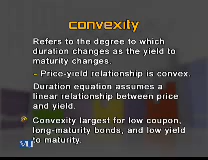 convexity
Refers to the degree to which
duration changes as the yield to
maturity changes.
– Price-yield relationship is convex.
Duration equation assumes a
linear relationship between price
and yield.
Convexity largest for low coupon,
long-maturity bonds, and low yield
to maturity.
VU